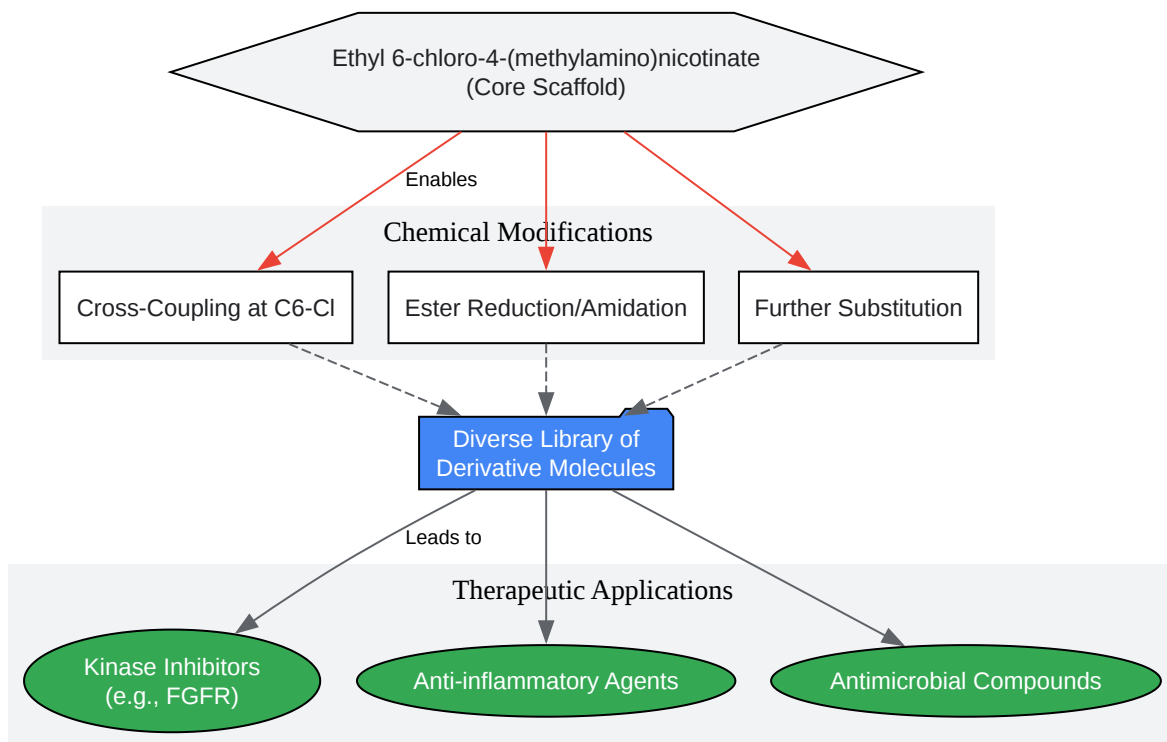 Ethyl 6-chloro-4-(methylamino)nicotinate
(Core Scaffold)
Enables
Chemical Modifications
Cross-Coupling at C6-Cl
Ester Reduction/Amidation
Further Substitution
Diverse Library of
Derivative Molecules
Leads to
Therapeutic Applications
Kinase Inhibitors
(e.g., FGFR)
Anti-inflammatory Agents
Antimicrobial Compounds